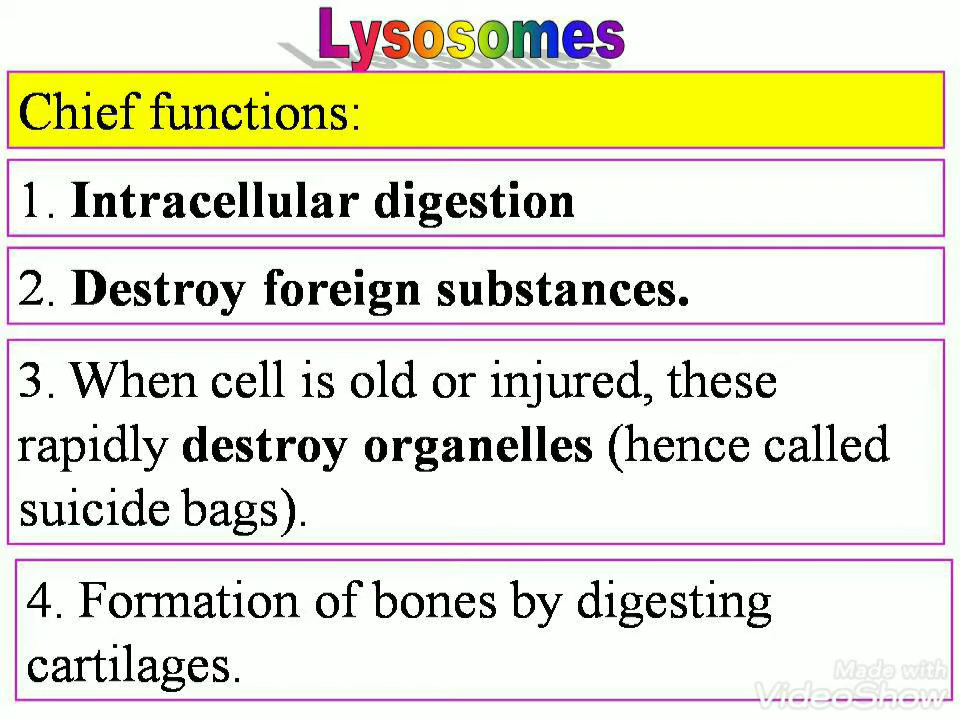 Lysosomes
Chief functions:
1. Intracellular digestion
2. Destroy foreign substances.
3. When cell is old or injured, these
rapidly destroy organelles (hence called
suicide bags).
4. Formation of bones by digesting
cartilages.
Made with
VideoShow